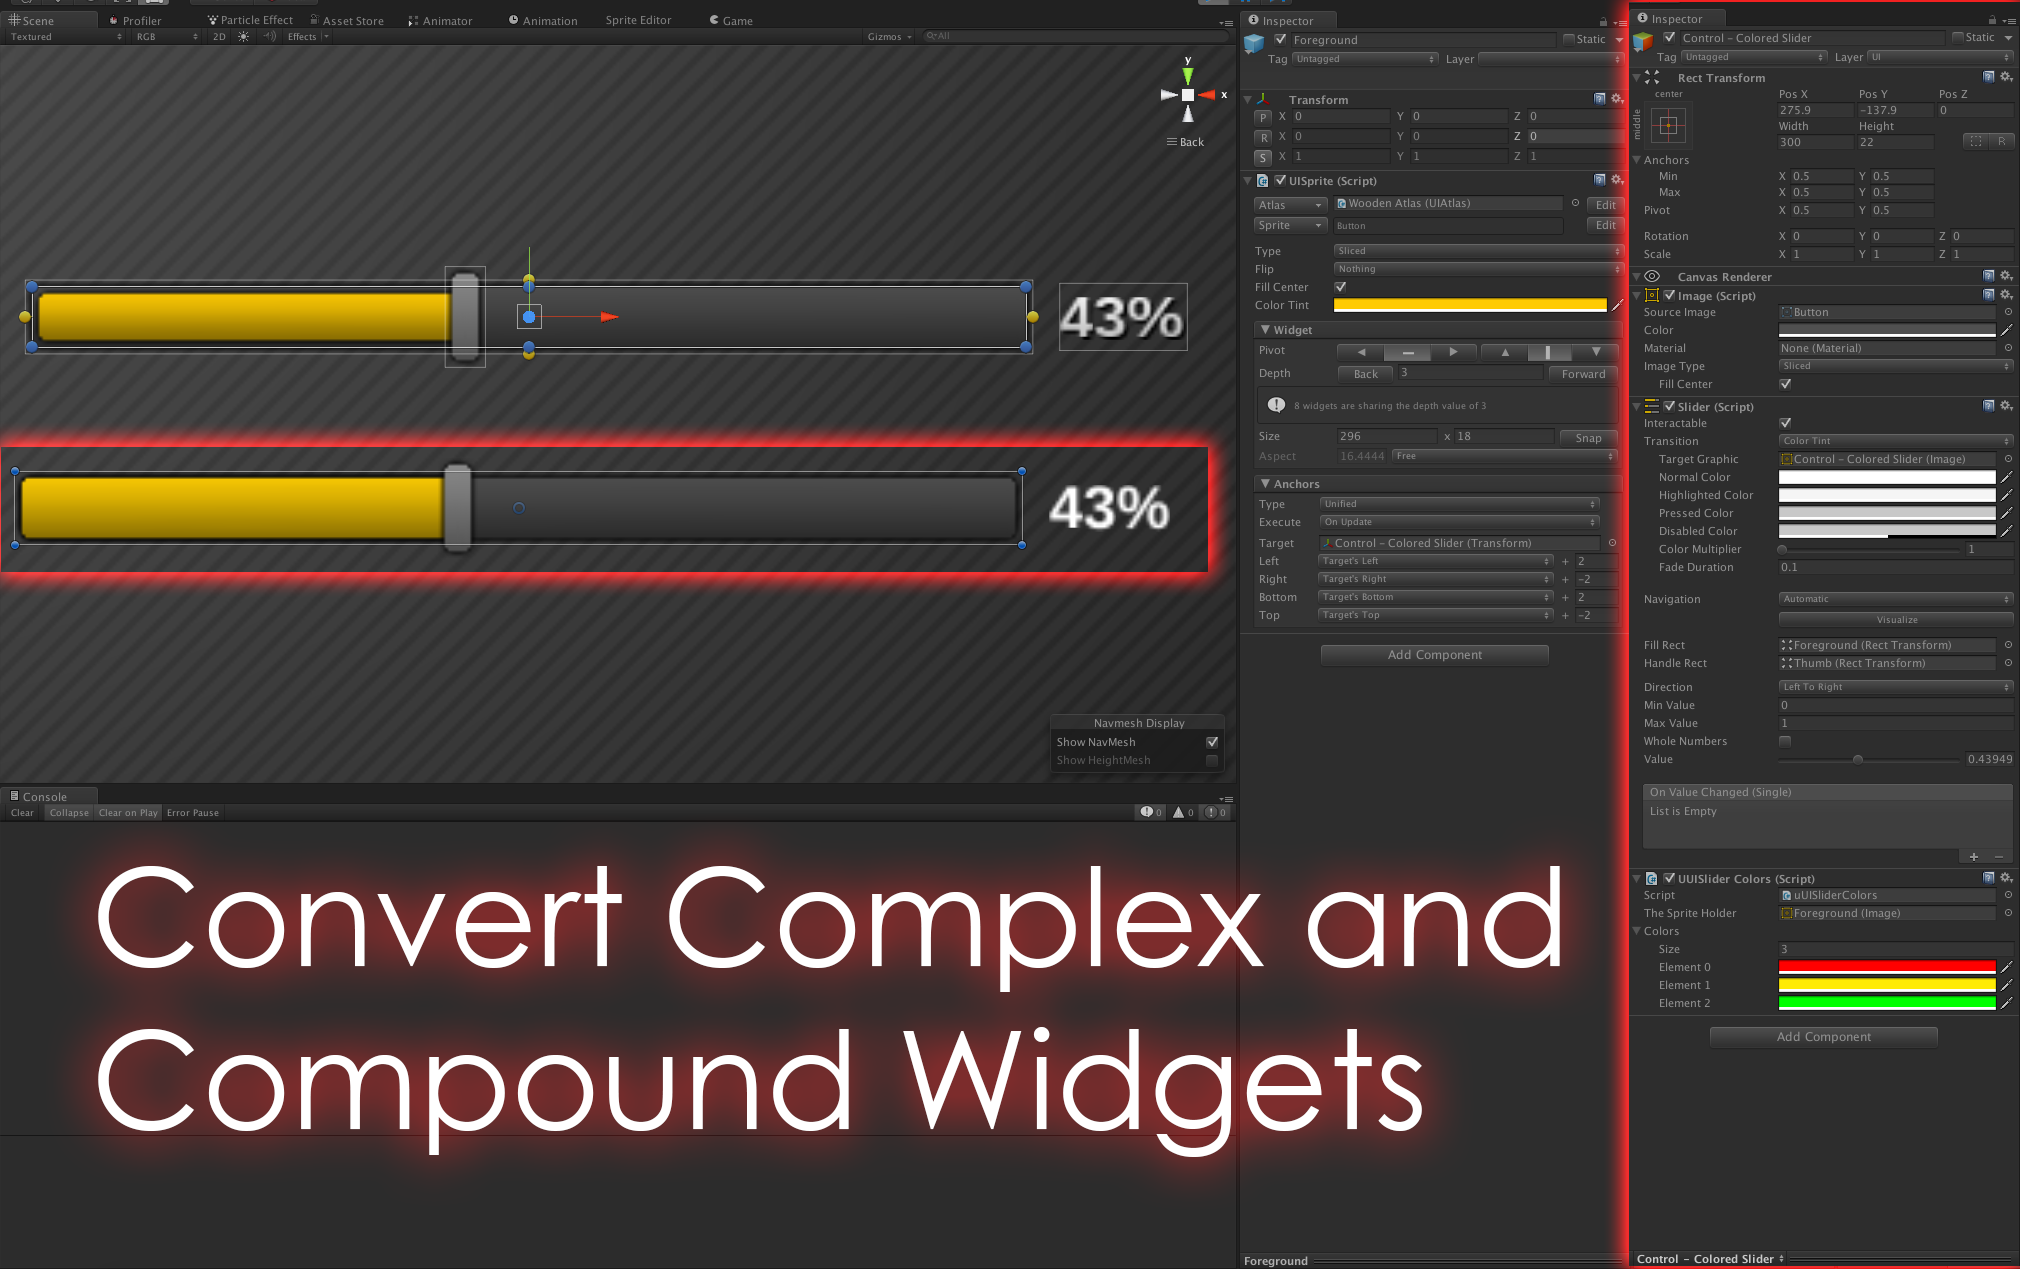 Scene Profiler Particle Effect Asset Store Animator Animation Sprite Editor Game
Textured RGB 2D Effects Gizmos All
y
x
Back
43%
43%
Navmesh Display
Show NavMesh
Show HeightMesh
Console
Clear Collapse Clear on Play Error Pause 0 0 0
Convert Complex and
Compound Widgets
Inspector
Foreground Static
Tag Untagged Layer
Transform
P X 0 Y 0 Z 0
R X 0 Y 0 Z 0
S X 1 Y 1 Z 1
UISprite (Script)
Atlas Wooden Atlas (UIAtlas) Edit
Sprite Button Edit
Type Sliced
Flip Nothing
Fill Center
Color Tint
Widget
Pivot
Depth Back 3 Forward
8 widgets are sharing the depth value of 3
Size 296 x 18 Snap
Aspect 16.4444 Free
Anchors
Type Unified
Execute On Update
Target Control - Colored Slider (Transform)
Left Target's Left + 2
Right Target's Right + -2
Bottom Target's Bottom + 2
Top Target's Top + -2
Add Component
Foreground
Inspector
Control - Colored Slider Static
Tag Untagged Layer UI
Rect Transform
center Pos X Pos Y Pos Z
middle 275.9 -137.9 0
Width Height
300 22 R
Anchors
Min X 0.5 Y 0.5
Max X 0.5 Y 0.5
Pivot X 0.5 Y 0.5
Rotation X 0 Y 0 Z 0
Scale X 1 Y 1 Z 1
Canvas Renderer
Image (Script)
Source Image Button
Color
Material None (Material)
Image Type Sliced
Fill Center
Slider (Script)
Interactable
Transition Color Tint
Target Graphic Control - Colored Slider (Image)
Normal Color
Highlighted Color
Pressed Color
Disabled Color
Color Multiplier 1
Fade Duration 0.1
Navigation Automatic
Visualize
Fill Rect Foreground (Rect Transform)
Handle Rect Thumb (Rect Transform)
Direction Left To Right
Min Value 0
Max Value 1
Whole Numbers
Value 0.43949
On Value Changed (Single)
List is Empty
UUISlider Colors (Script)
Script uUISliderColors
The Sprite Holder Foreground (Image)
Colors
Size 3
Element 0
Element 1
Element 2
Add Component
Control - Colored Slider